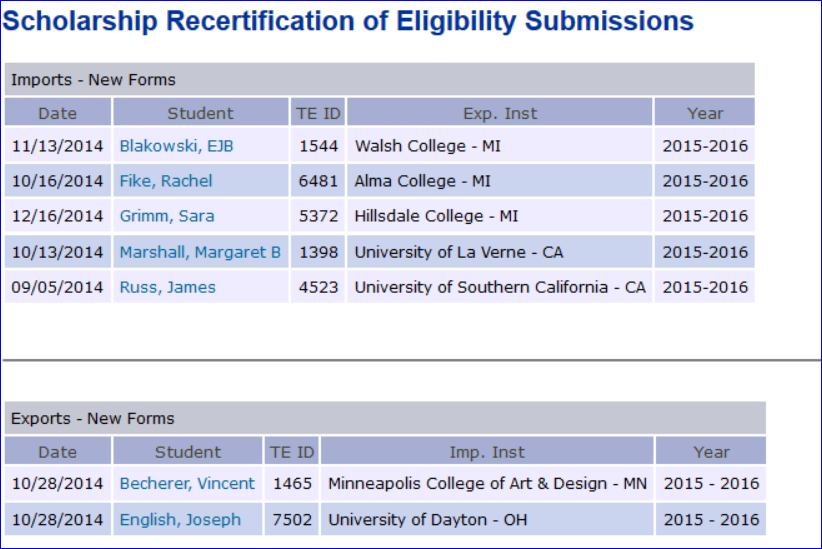 Scholarship Recertification of Eligibility Submissions
Imports - New Forms
Date Student TE ID Exp. Inst Year
11/13/2014 Blakowski, EJB 1544 Walsh College - MI 2015-2016
10/16/2014 Fike, Rachel 6481 Alma College - MI 2015-2016
12/16/2014 Grimm, Sara 5372 Hillsdale College - MI 2015-2016
10/13/2014 Marshall, Margaret B 1398 University of La Verne - CA 2015-2016
09/05/2014 Russ, James 4523 University of Southern California - CA 2015-2016
Exports - New Forms
Date Student TE ID Imp. Inst Year
10/28/2014 Becherer, Vincent 1465 Minneapolis College of Art & Design - MN 2015 - 2016
10/28/2014 English, Joseph 7502 University of Dayton - OH 2015 - 2016